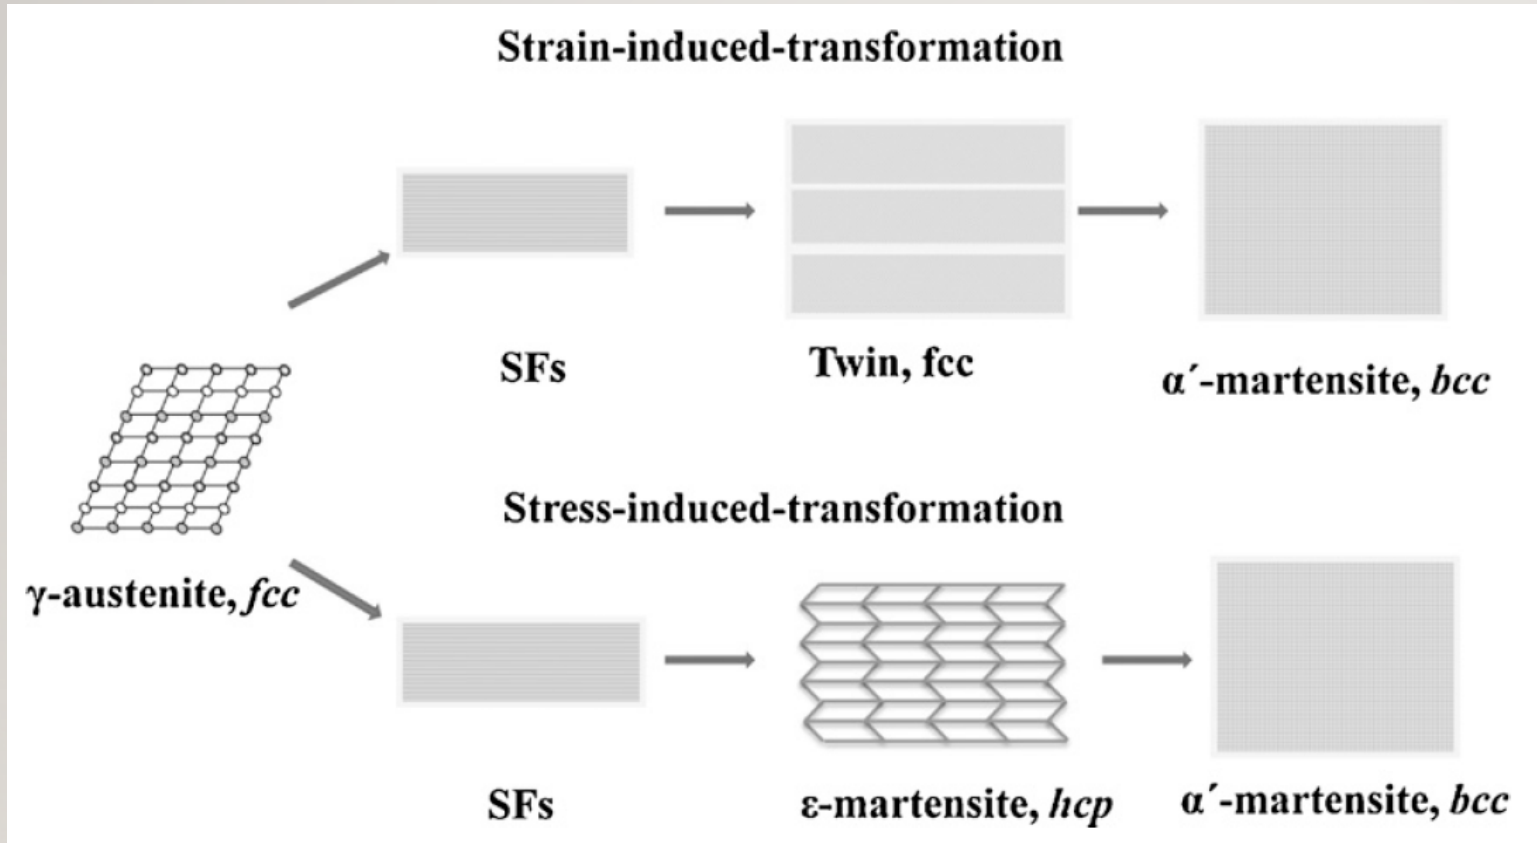 Strain-induced-transformation
SFs
Twin, fcc
α´-martensite, bcc
γ-austenite, fcc
Stress-induced-transformation
SFs
ε-martensite, hcp
α´-martensite, bcc